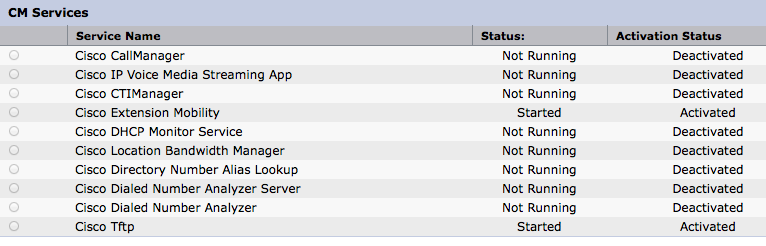 CM Services
Service Name Status: Activation Status
Cisco CallManager Not Running Deactivated
Cisco IP Voice Media Streaming App Not Running Deactivated
Cisco CTIManager Not Running Deactivated
Cisco Extension Mobility Started Activated
Cisco DHCP Monitor Service Not Running Deactivated
Cisco Location Bandwidth Manager Not Running Deactivated
Cisco Directory Number Alias Lookup Not Running Deactivated
Cisco Dialed Number Analyzer Server Not Running Deactivated
Cisco Dialed Number Analyzer Not Running Deactivated
Cisco Tftp Started Activated